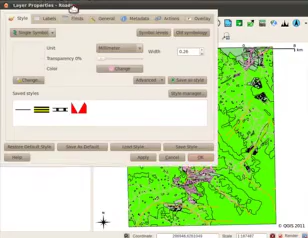 Layer Properties - Roads
Style
Labels
Fields
General
Metadata
Actions
Overlay
Single Symbol
Symbol levels
Old symbology
Unit
Millimeter
Width
0.26
Transparency 0%
Color
Change
Change...
Advanced
Save as style
Saved styles
Style manager...
Restore Default Style
Save As Default
Load Style ...
Save Style...
Help
Apply
Cancel
OK
© QGIS 2011
Coordinate:
Scale
Render